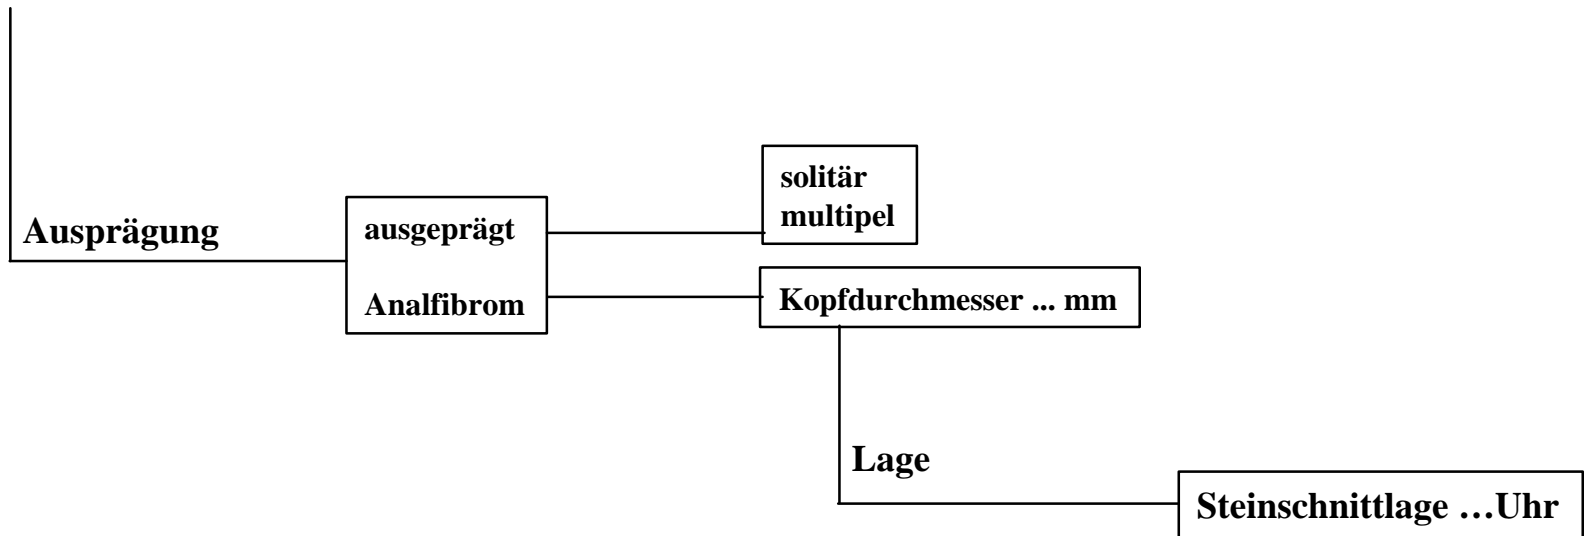 Ausprägung
ausgeprägt
Analfibrom
solitär
multipel
Kopfdurchmesser ... mm
Lage
Steinschnittlage …Uhr